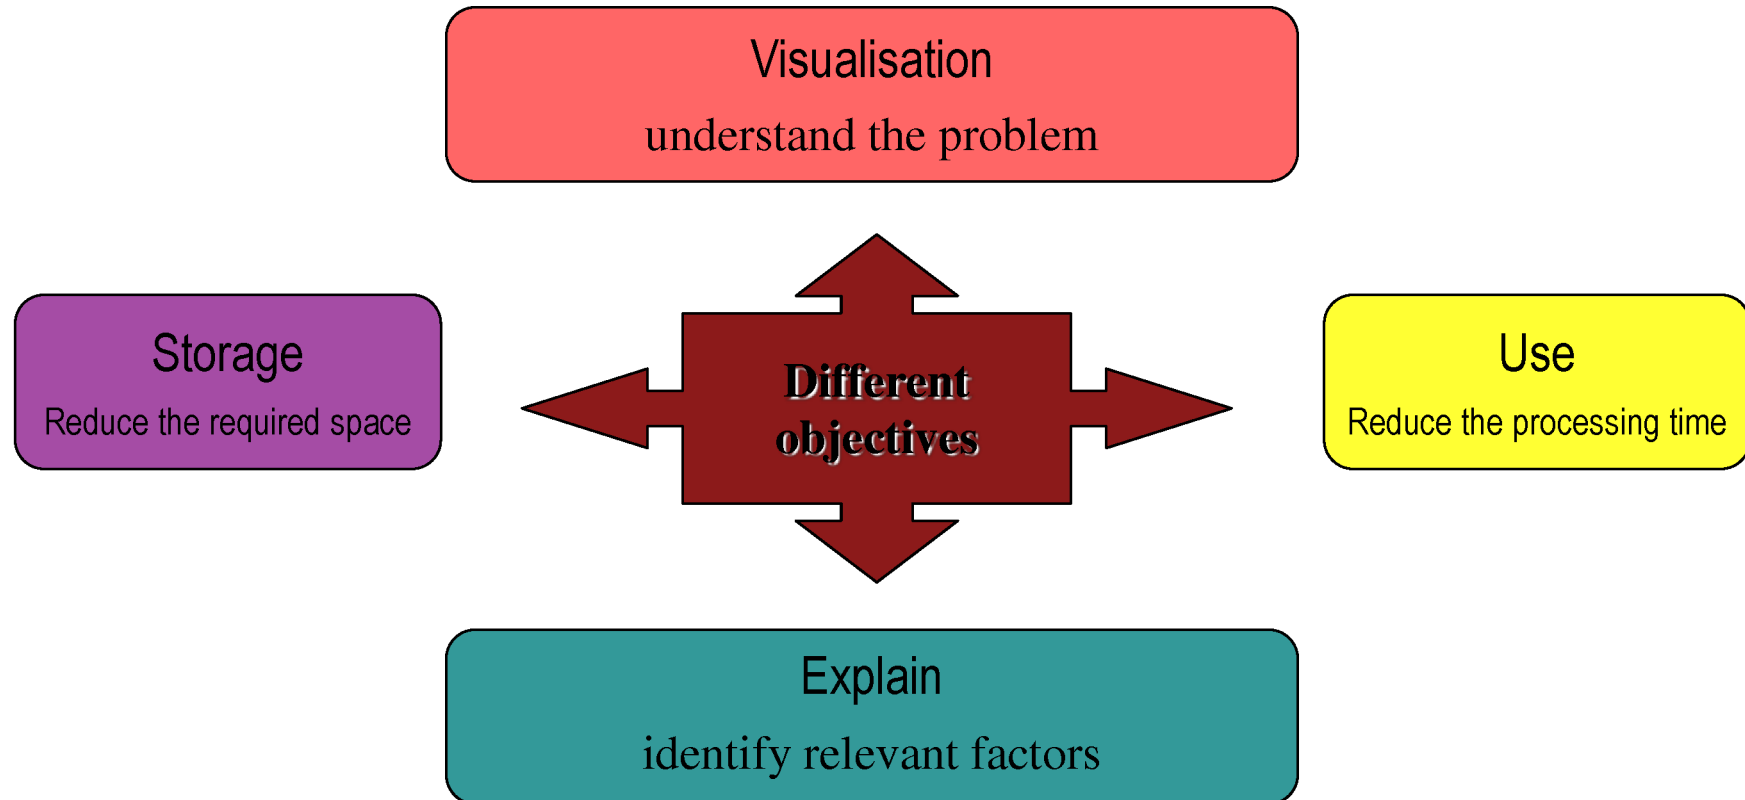 Visualisation
understand the problem
Storage
Reduce the required space
Different
objectives
Use
Reduce the processing time
Explain
identify relevant factors